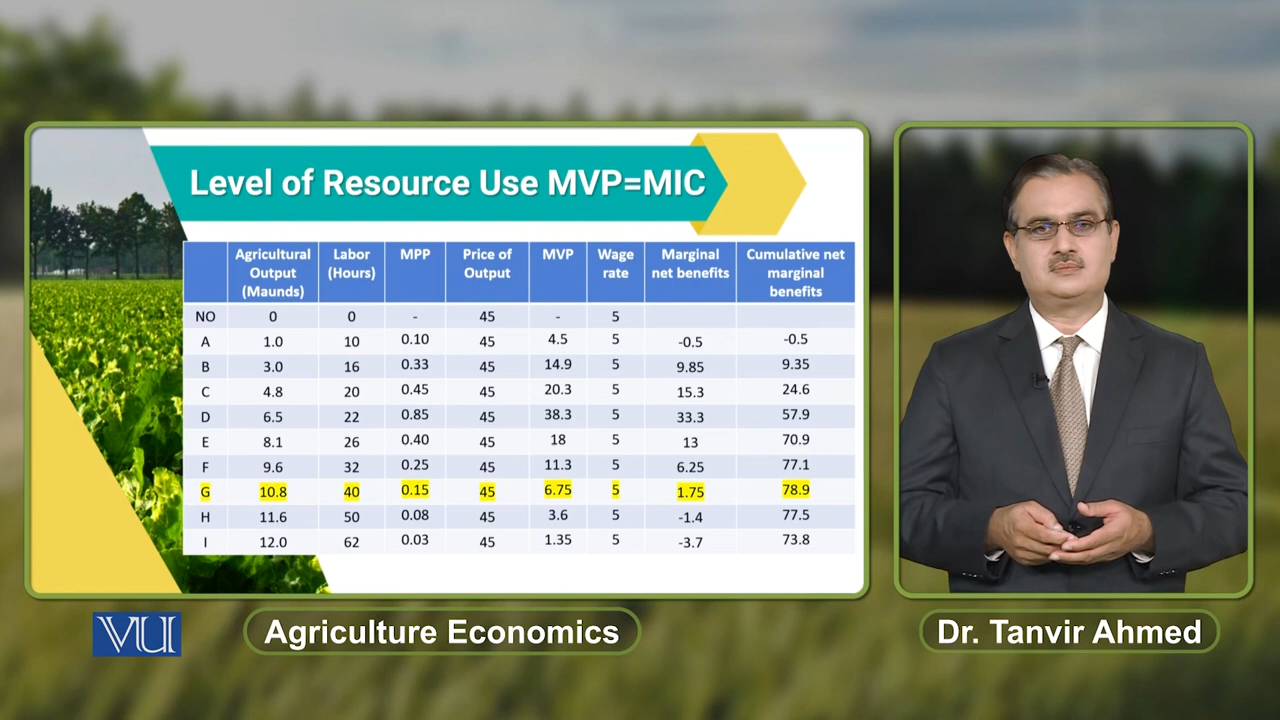 Level of Resource Use MVP=MIC
Agricultural Output (Maunds) Labor (Hours) MPP Price of Output MVP Wage rate Marginal net benefits Cumulative net marginal benefits
NO 0 0 - 45 - 5
A 1.0 10 0.10 45 4.5 5 -0.5 -0.5
B 3.0 16 0.33 45 14.9 5 9.85 9.35
C 4.8 20 0.45 45 20.3 5 15.3 24.6
D 6.5 22 0.85 45 38.3 5 33.3 57.9
E 8.1 26 0.40 45 18 5 13 70.9
F 9.6 32 0.25 45 11.3 5 6.25 77.1
G 10.8 40 0.15 45 6.75 5 1.75 78.9
H 11.6 50 0.08 45 3.6 5 -1.4 77.5
I 12.0 62 0.03 45 1.35 5 -3.7 73.8
VU
Agriculture Economics
Dr. Tanvir Ahmed